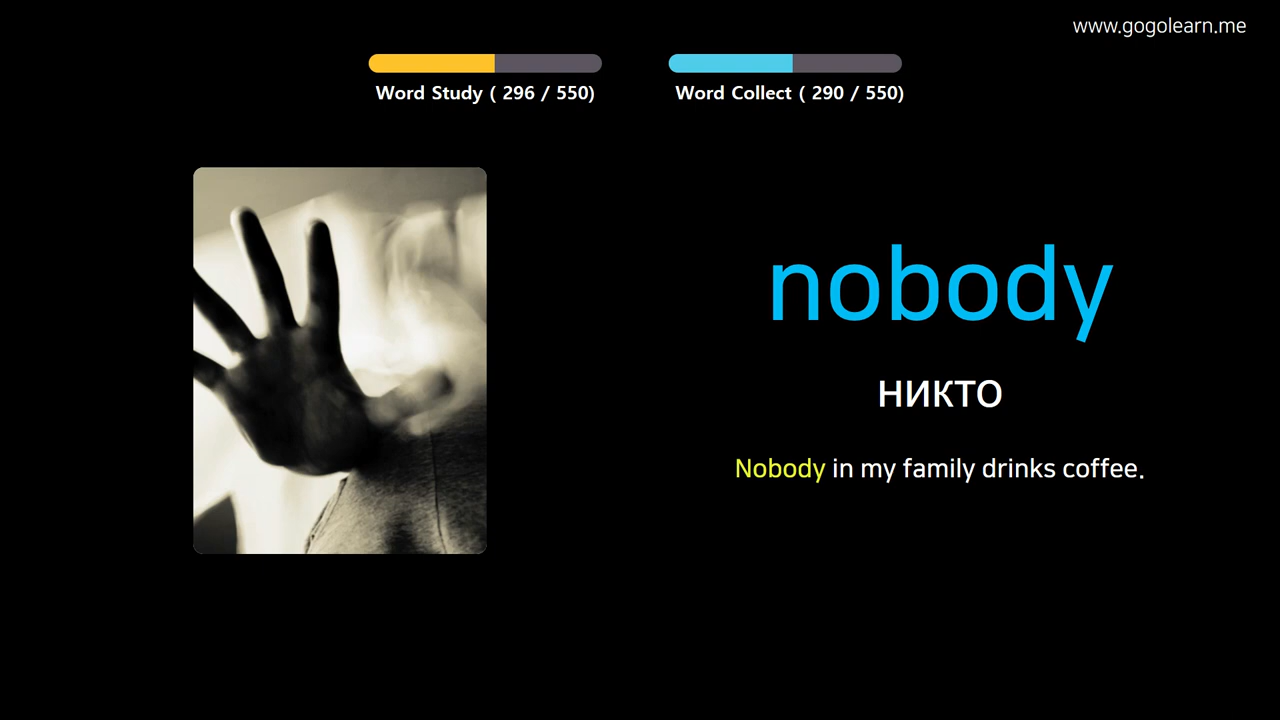 www.gogolearn.me
Word Study ( 296 / 550)
Word Collect ( 290 / 550)
nobody
никто
Nobody in my family drinks coffee.